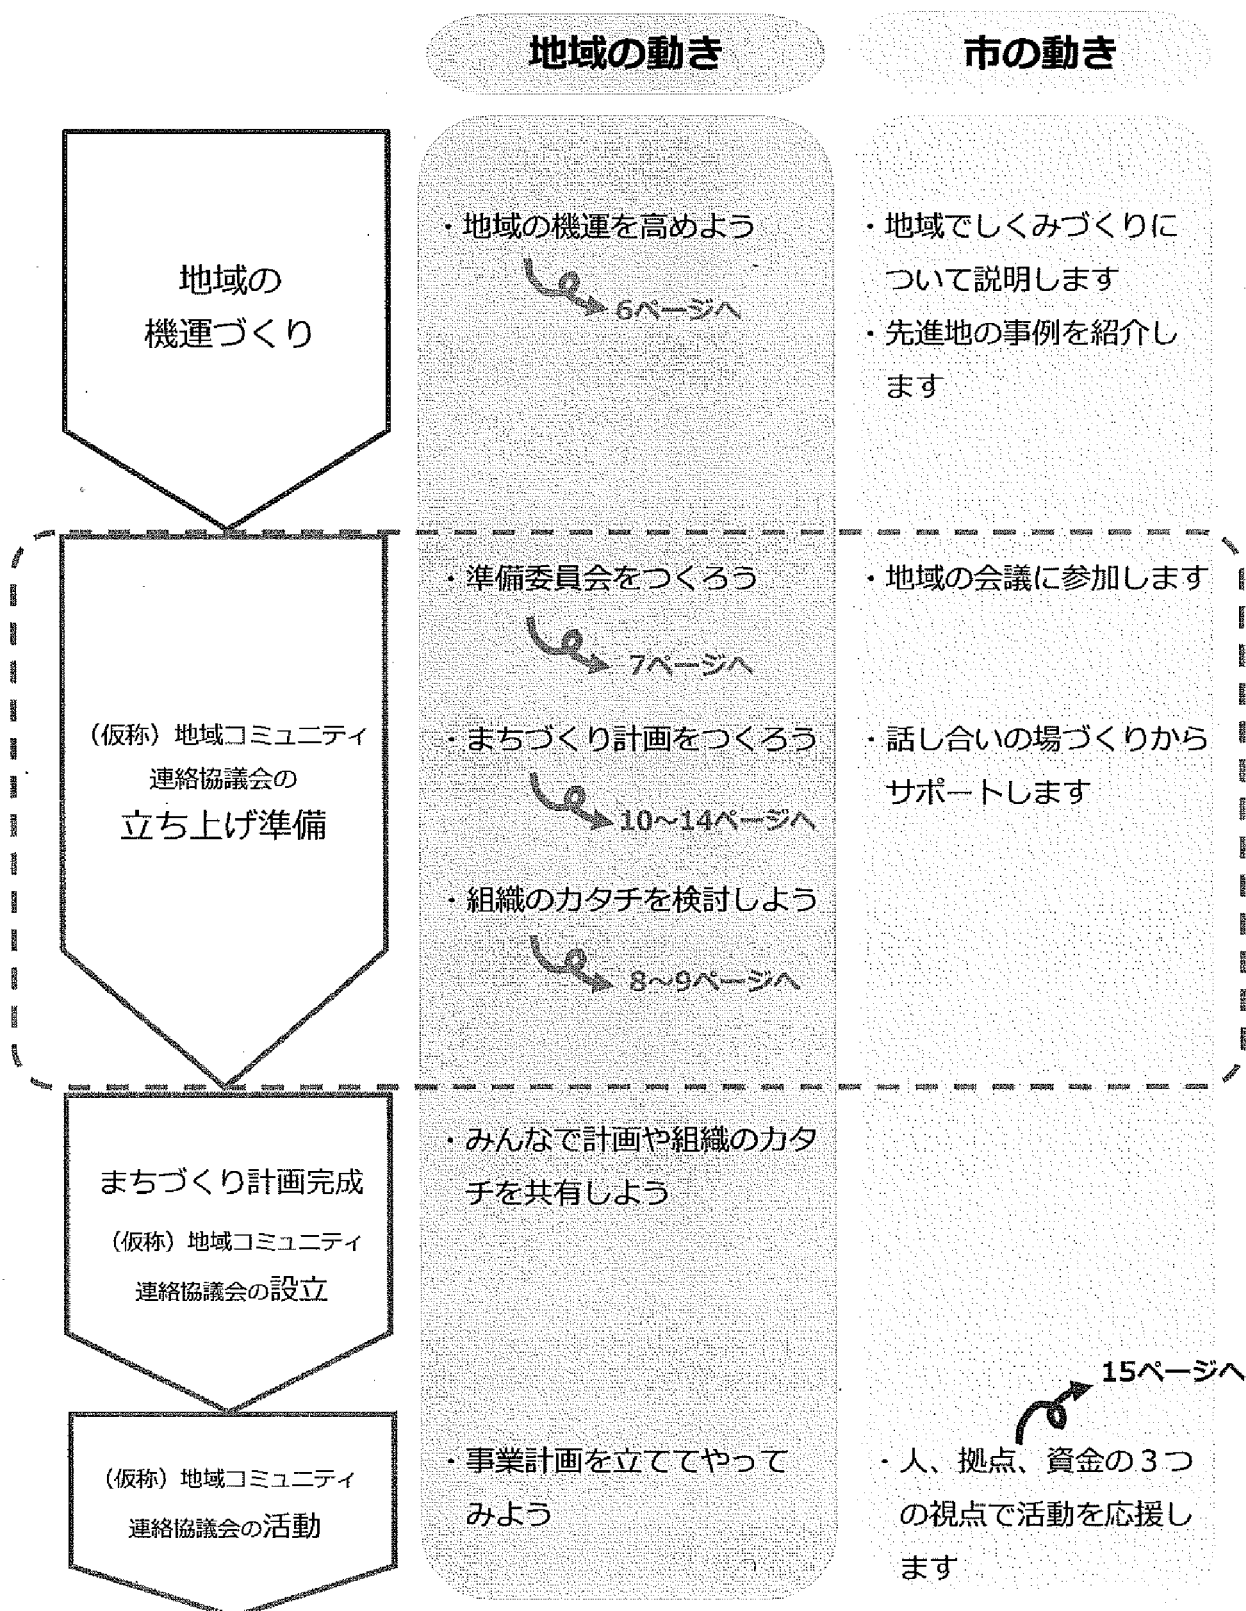 地域の動き
市の動き
地域の
機運づくり
・地域の機運を高めよう
6ページへ
・地域でしくみづくりに
ついて説明します
・先進地の事例を紹介し
ます
（仮称）地域コミュニティ
連絡協議会の
立ち上げ準備
・準備委員会をつくろう
7ページへ
・まちづくり計画をつくろう
10～14ページへ
・組織のカタチを検討しよう
8～9ページへ
・地域の会議に参加します
・話し合いの場づくりから
サポートします
まちづくり計画完成
（仮称）地域コミュニティ
連絡協議会の設立
・みんなで計画や組織のカタ
チを共有しよう
（仮称）地域コミュニティ
連絡協議会の活動
・事業計画を立ててやって
みよう
15ページへ
・人、拠点、資金の３つ
の視点で活動を応援し
ます